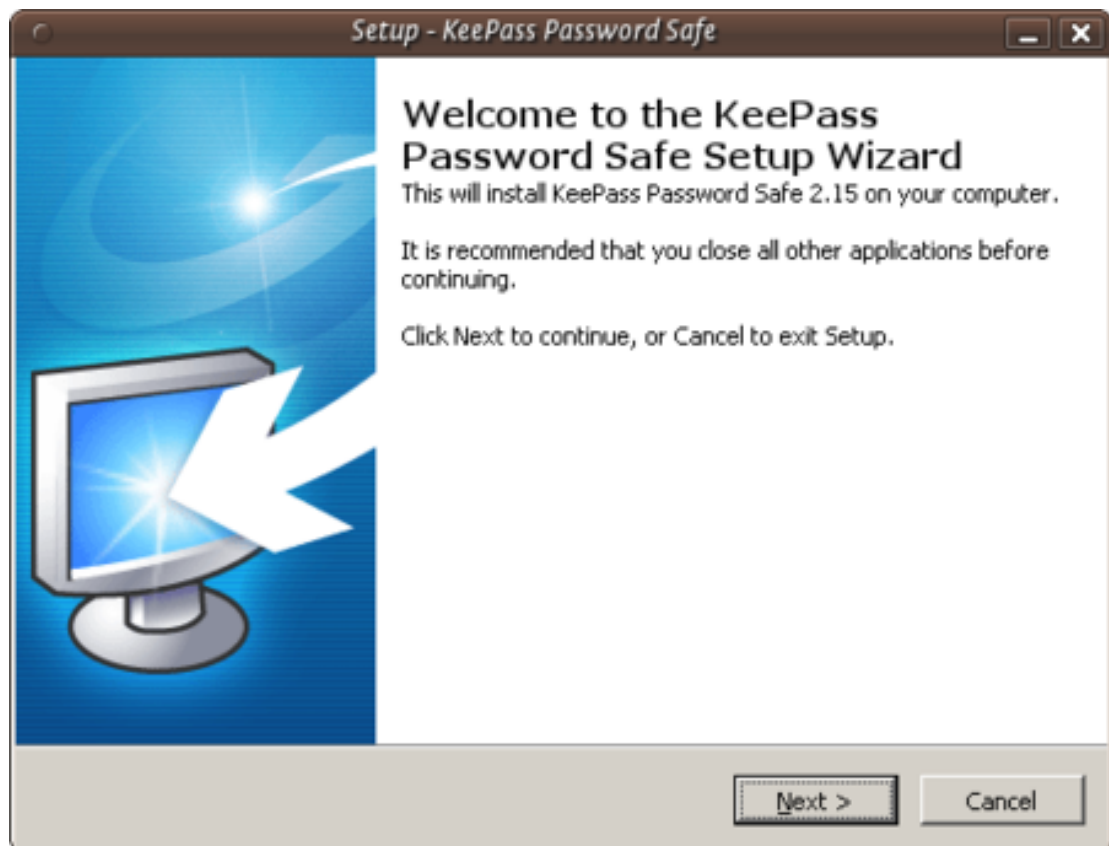 Setup - KeePass Password Safe
Welcome to the KeePass
Password Safe Setup Wizard
This will install KeePass Password Safe 2.15 on your computer.
It is recommended that you close all other applications before
continuing.
Click Next to continue, or Cancel to exit Setup.
Next >
Cancel